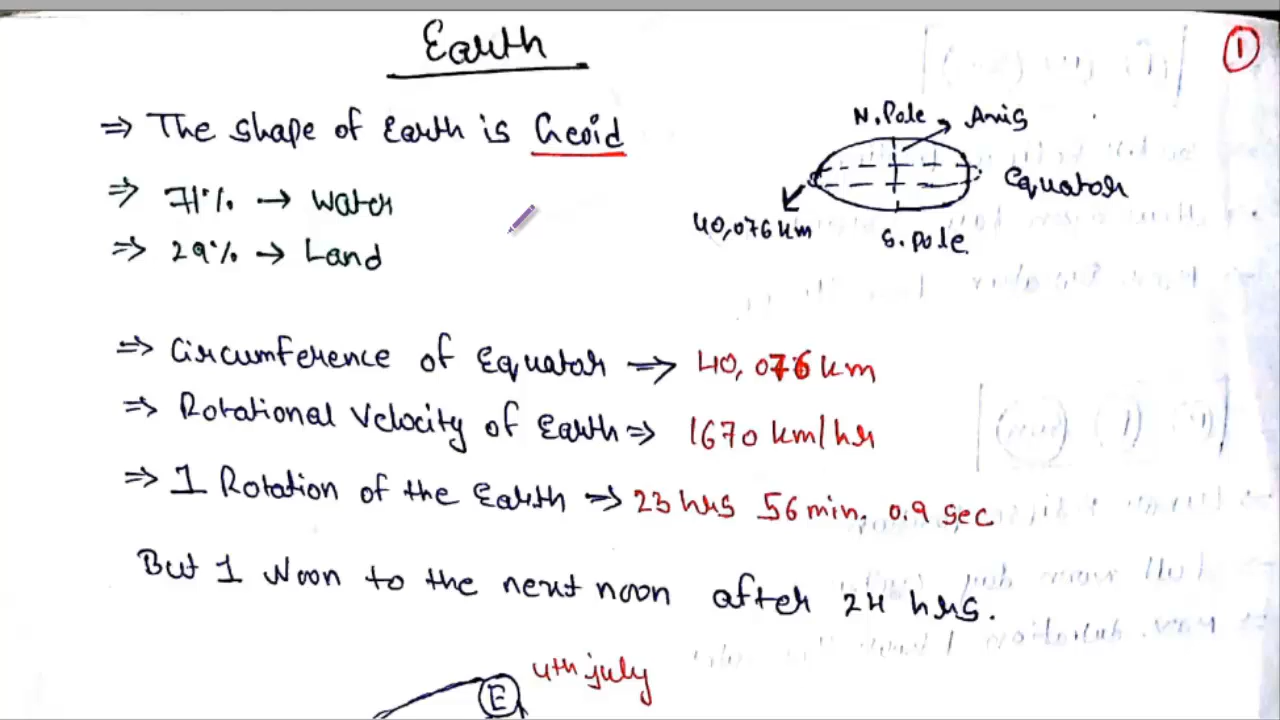 Earth
1
⇒ The shape of Earth is Geoid
N.Pole
Axis
Equator
40,076 km
S.pole
⇒ 71% → Water
⇒ 29% → Land
⇒ Circumference of Equator ⇒ 40,076 km
⇒ Rotational Velocity of Earth ⇒ 1670 km/hr
⇒ 1 Rotation of the Earth ⇒ 23 hrs 56 min. 0.9 sec
But 1 Noon to the next noon after 24 hrs.
4th july
E